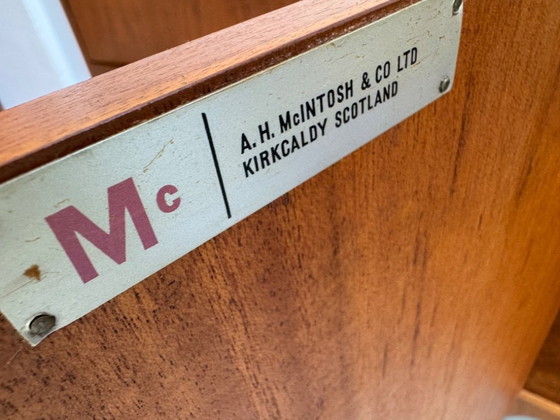 Mc
A.H. McINTOSH & CO LTD
KIRKCALDY SCOTLAND